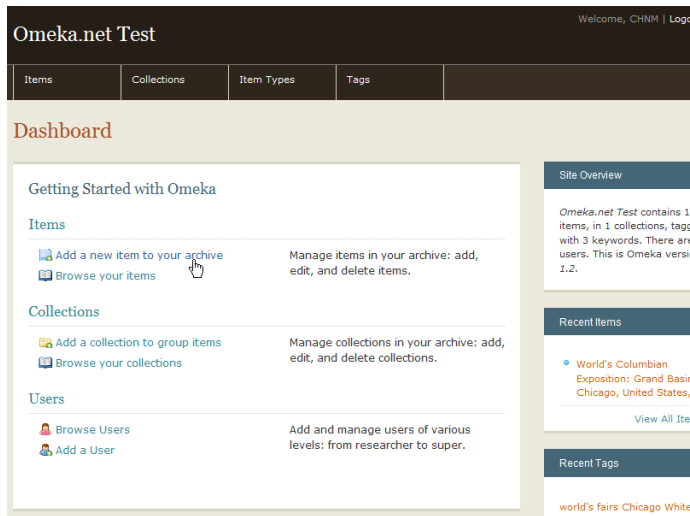 Omeka.net Test
Welcome, CHNM |
Items
Collections
Item Types
Tags
Dashboard
Getting Started with Omeka
Items
Add a new item to your archive
Browse your items
Manage items in your archive: add,
edit, and delete items.
Collections
Add a collection to group items
Browse your collections
Manage collections in your archive: add,
edit, and delete collections.
Users
Browse Users
Add a User
Add and manage users of various
levels: from researcher to super.
Site Overview
Omeka.net Test contains 1
items, in 1 collections,
with 3 keywords. There are
users. This is Omeka
1.2.
Recent Items
World's Columbian
Exposition: Grand
Chicago, United States,
View All
Recent Tags
world's fairs Chicago White